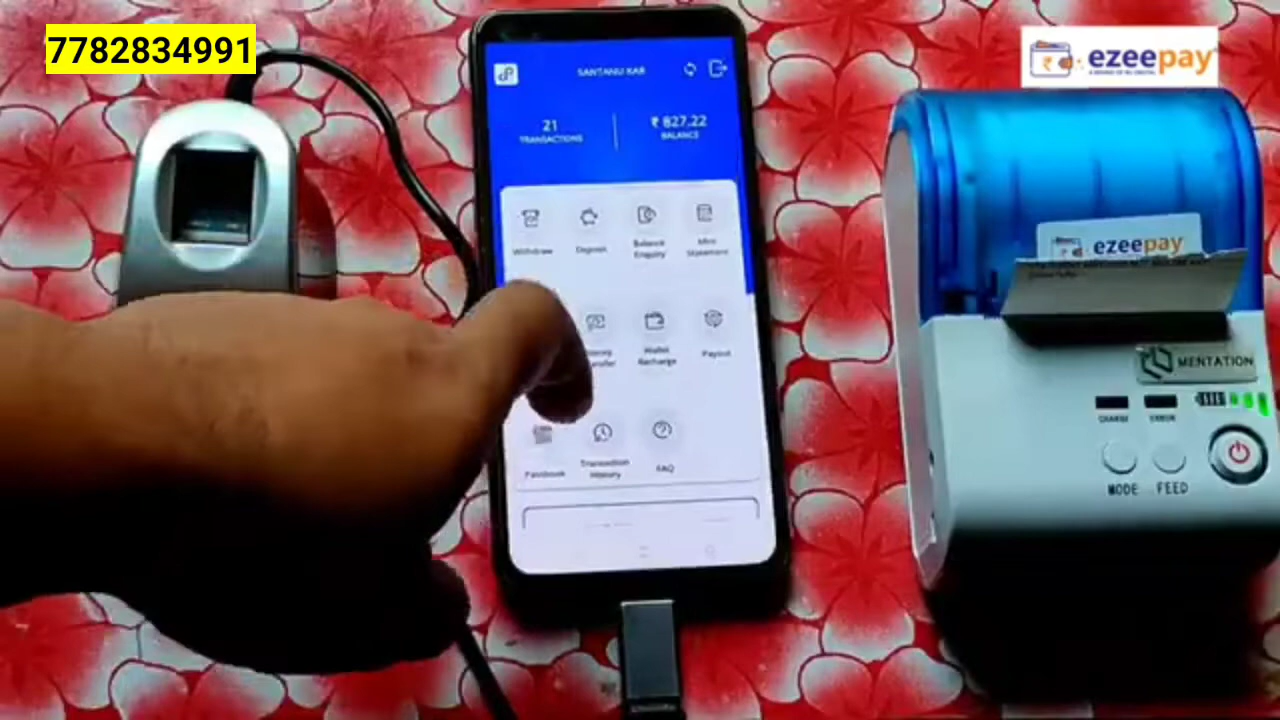 7782834991
ezeepay
SANTANU KAR
21
TRANSACTIONS
₹ 827.22
BALANCE
Withdraw
Deposit
Balance
Enquiry
Mini
Statement
Wallet
Recharge
Payout
Passbook
Transaction
History
FAQ
ezeepay
MENTATION
CHARGE
ERROR
MODE
FEED